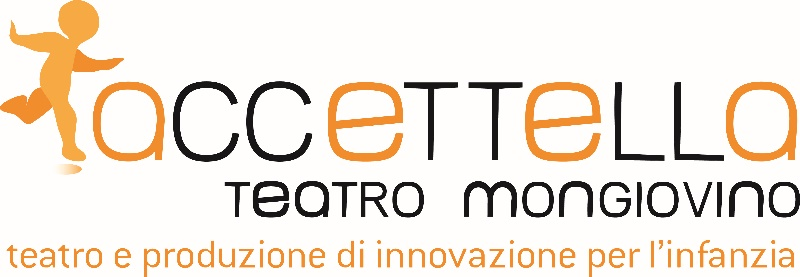 accettella
teatro mongiovino
teatro e produzione di innovazione per l'infanzia